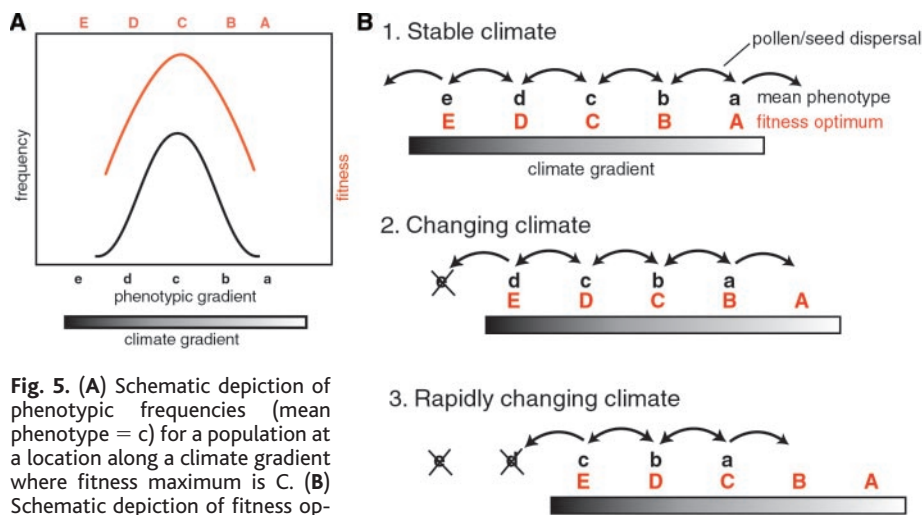 A
E D C B A
frequency
fitness
e d c b a
phenotypic gradient
climate gradient
Fig. 5. (A) Schematic depiction of
phenotypic frequencies (mean
phenotype = c) for a population at
a location along a climate gradient
where fitness maximum is C. (B)
Schematic depiction of fitness op-
B
1. Stable climate
pollen/seed dispersal
e d c b a mean phenotype
E D C B A fitness optimum
climate gradient
2. Changing climate
e d c b a
E D C B A
3. Rapidly changing climate
e d c b a
E D C B A